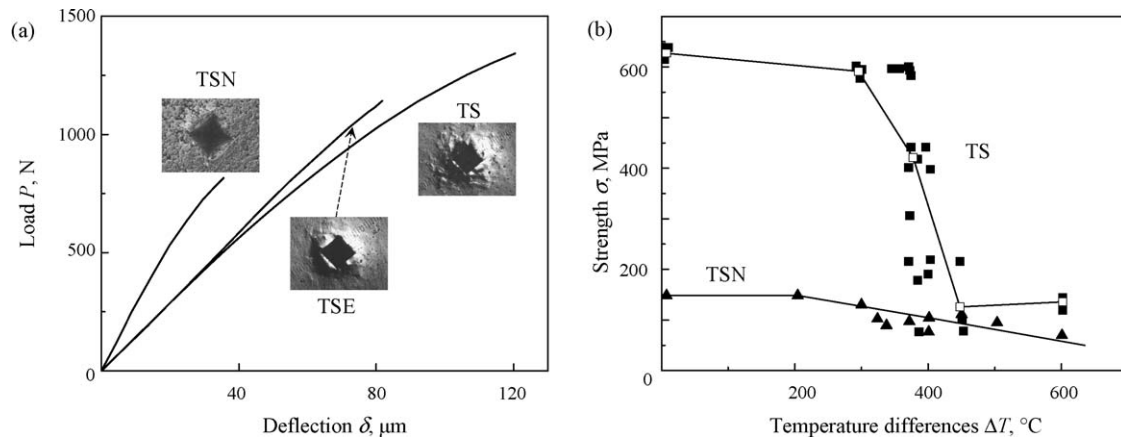 (a)
1500
1000
500
0
Load P, N
TSN
TS
TSE
40
80
120
Deflection δ, μm
(b)
600
400
200
0
Strength σ, MPa
TS
TSN
200
400
600
Temperature differences ΔT, °C